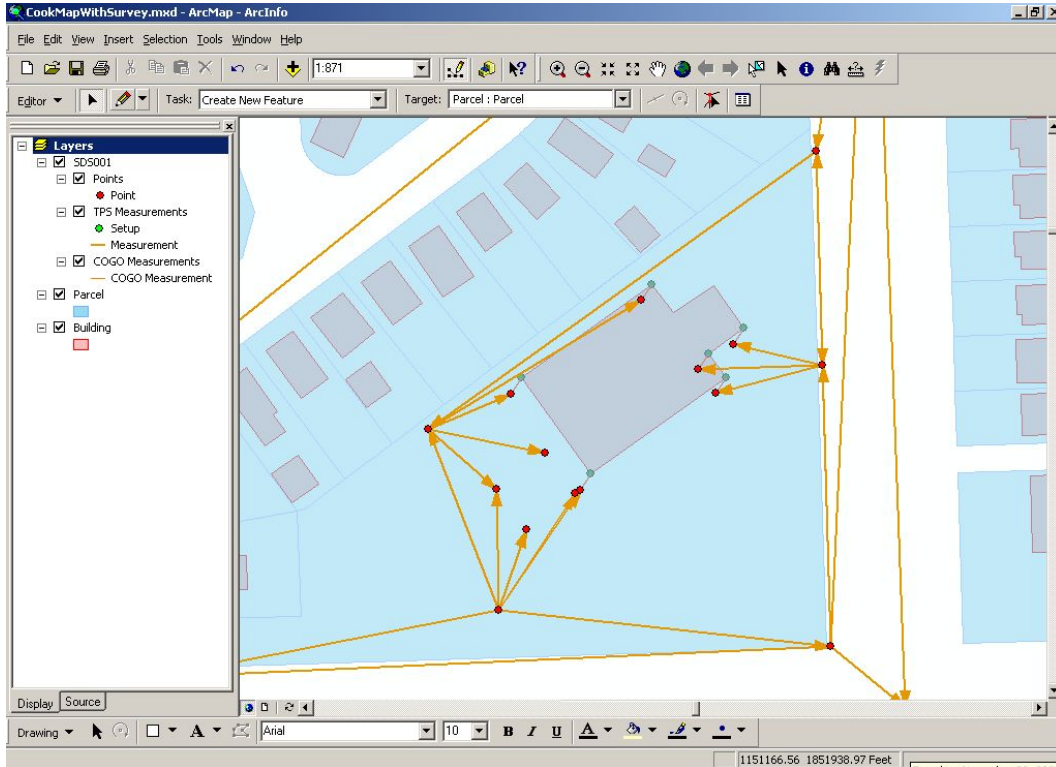 CookMapWithSurvey.mxd - ArcMap - ArcInfo
File Edit View Insert Selection Tools Window Help
1:871
Editor Task: Create New Feature Target: Parcel : Parcel
Layers
SDS001
Points
Point
TPS Measurements
Setup
Measurement
COGO Measurements
COGO Measurement
Parcel
Building
Display Source
Drawing A Arial 10 B I U A
1151166.56 1851938.97 Feet